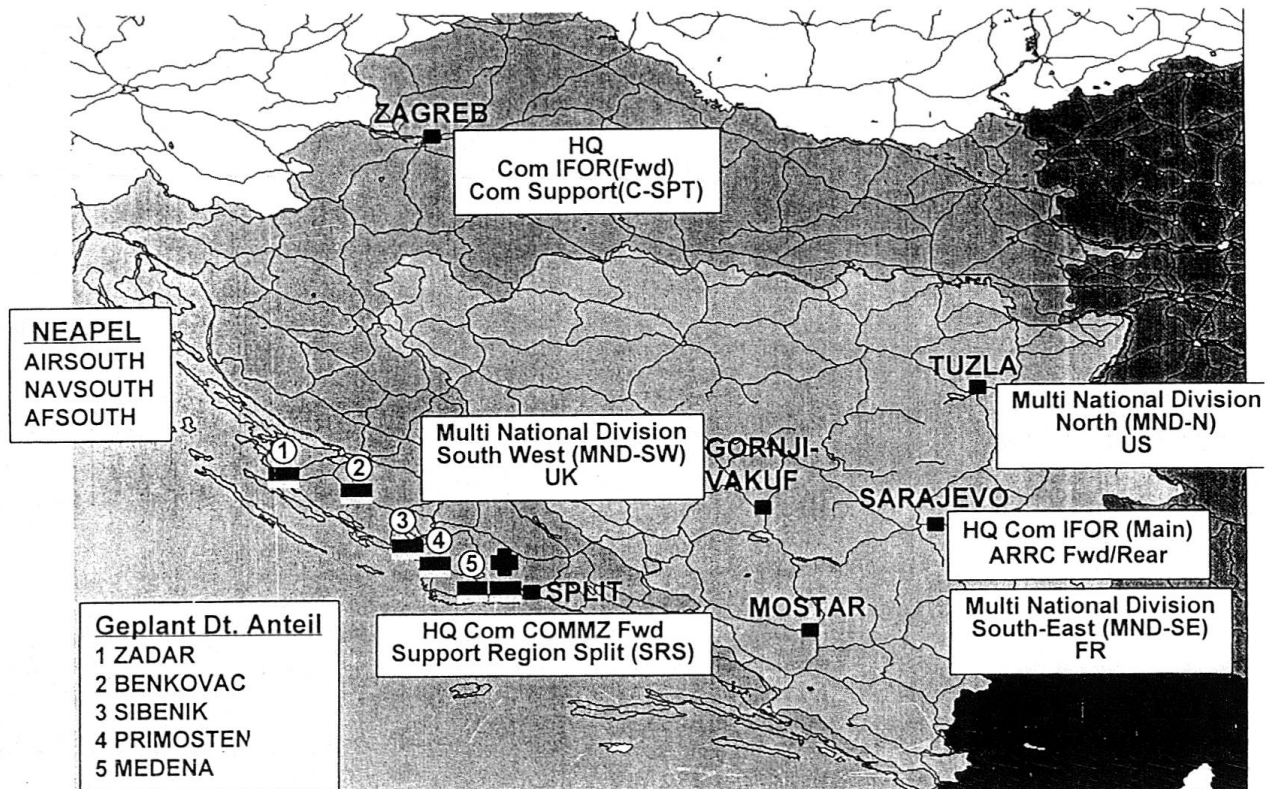 ZAGREB
HQ
Com IFOR(Fwd)
Com Support(C-SPT)
NEAPEL
AIRSOUTH
NAVSOUTH
AFSOUTH
TUZLA
Multi National Division
North (MND-N)
US
Multi National Division
South West (MND-SW)
UK
GORNJI-
VAKUF
SARAJEVO
HQ Com IFOR (Main)
ARRC Fwd/Rear
1
2
3
4
5
SPLIT
MOSTAR
Multi National Division
South-East (MND-SE)
FR
HQ Com COMMZ Fwd
Support Region Split (SRS)
Geplant Dt. Anteil
1 ZADAR
2 BENKOVAC
3 SIBENIK
4 PRIMOSTEN
5 MEDENA